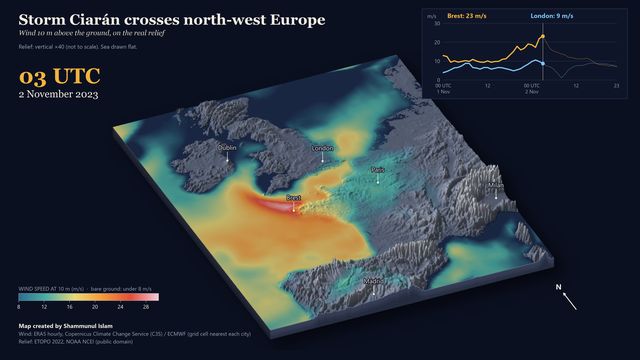 Storm Ciarán crosses north-west Europe
Wind 10 m above the ground, on the real relief
Relief: vertical ×40 (not to scale). Sea drawn flat.
03 UTC
2 November 2023
m/s
Brest: 23 m/s
London: 9 m/s
30
20
10
0
00 UTC
1 Nov
12
00 UTC
2 Nov
12
23
Dublin
London
Paris
Milan
Brest
Madrid
N
WIND SPEED AT 10 m (m/s) · bare ground: under 8 m/s
8 12 16 20 24 28
Map created by Shammunul Islam
Wind: ERA5 hourly, Copernicus Climate Change Service (C3S) / ECMWF (grid cell nearest each city)
Relief: ETOPO 2022, NOAA NCEI (public domain)